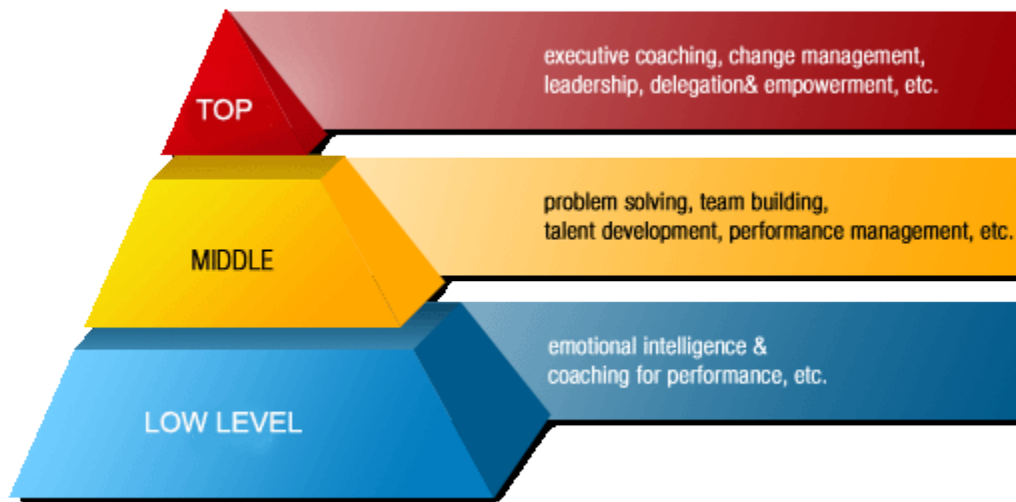 TOP
executive coaching, change management,
leadership, delegation& empowerment, etc.
MIDDLE
problem solving, team building,
talent development, performance management, etc.
LOW LEVEL
emotional intelligence &
coaching for performance, etc.